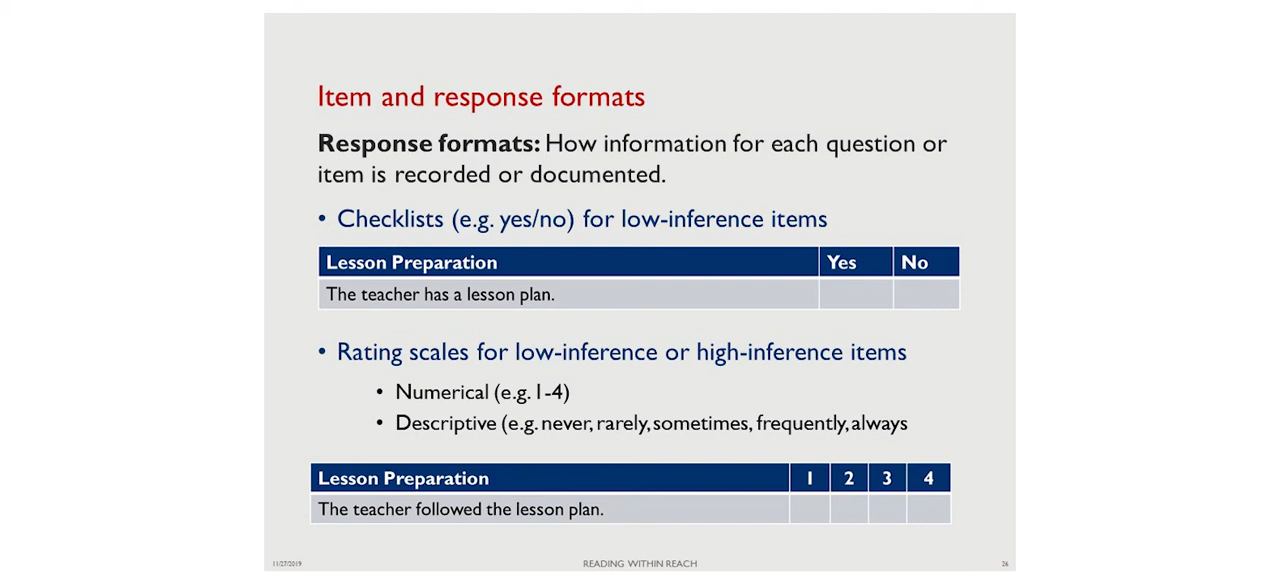 Item and response formats
Response formats: How information for each question or
item is recorded or documented.
• Checklists (e.g. yes/no) for low-inference items
Lesson Preparation Yes No
The teacher has a lesson plan.
• Rating scales for low-inference or high-inference items
• Numerical (e.g. 1-4)
• Descriptive (e.g. never, rarely, sometimes, frequently, always
Lesson Preparation 1 2 3 4
The teacher followed the lesson plan.
11/27/2019 READING WITHIN REACH 26